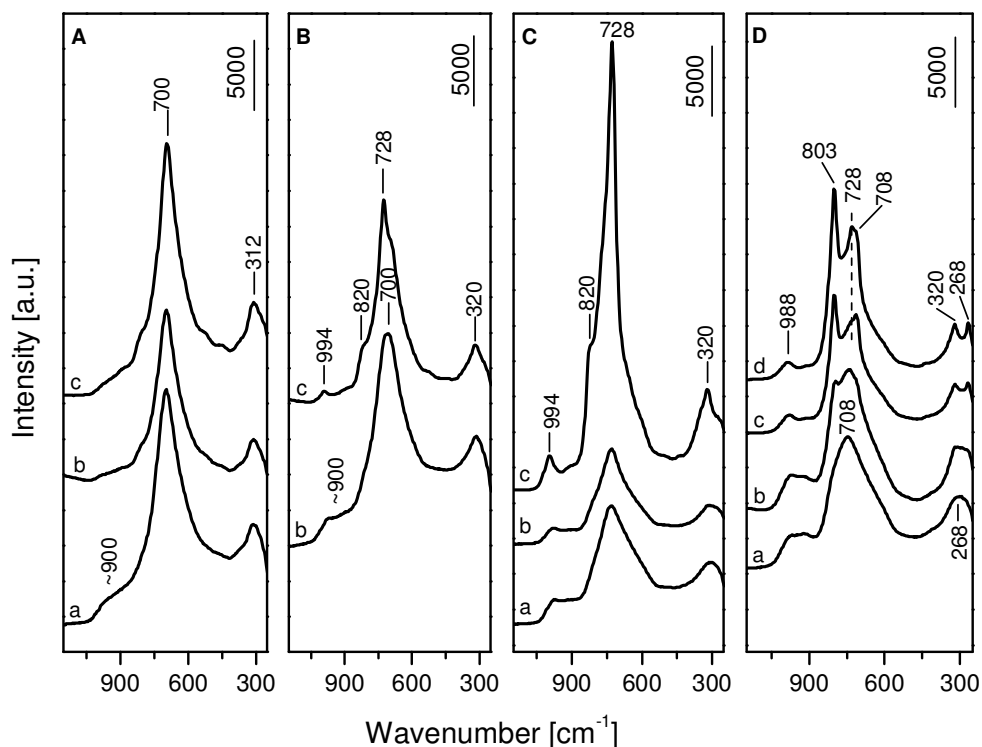 A
5000
700
312
c
b
~900
a
B
5000
728
700
820
994
320
c
~900
b
C
728
5000
820
994
320
c
b
a
D
5000
803
728
708
988
320
268
d
c
b
708
a
268
900 600 300
900 600 300
900 600 300
900 600 300
Intensity [a.u.]
Wavenumber [cm⁻¹]